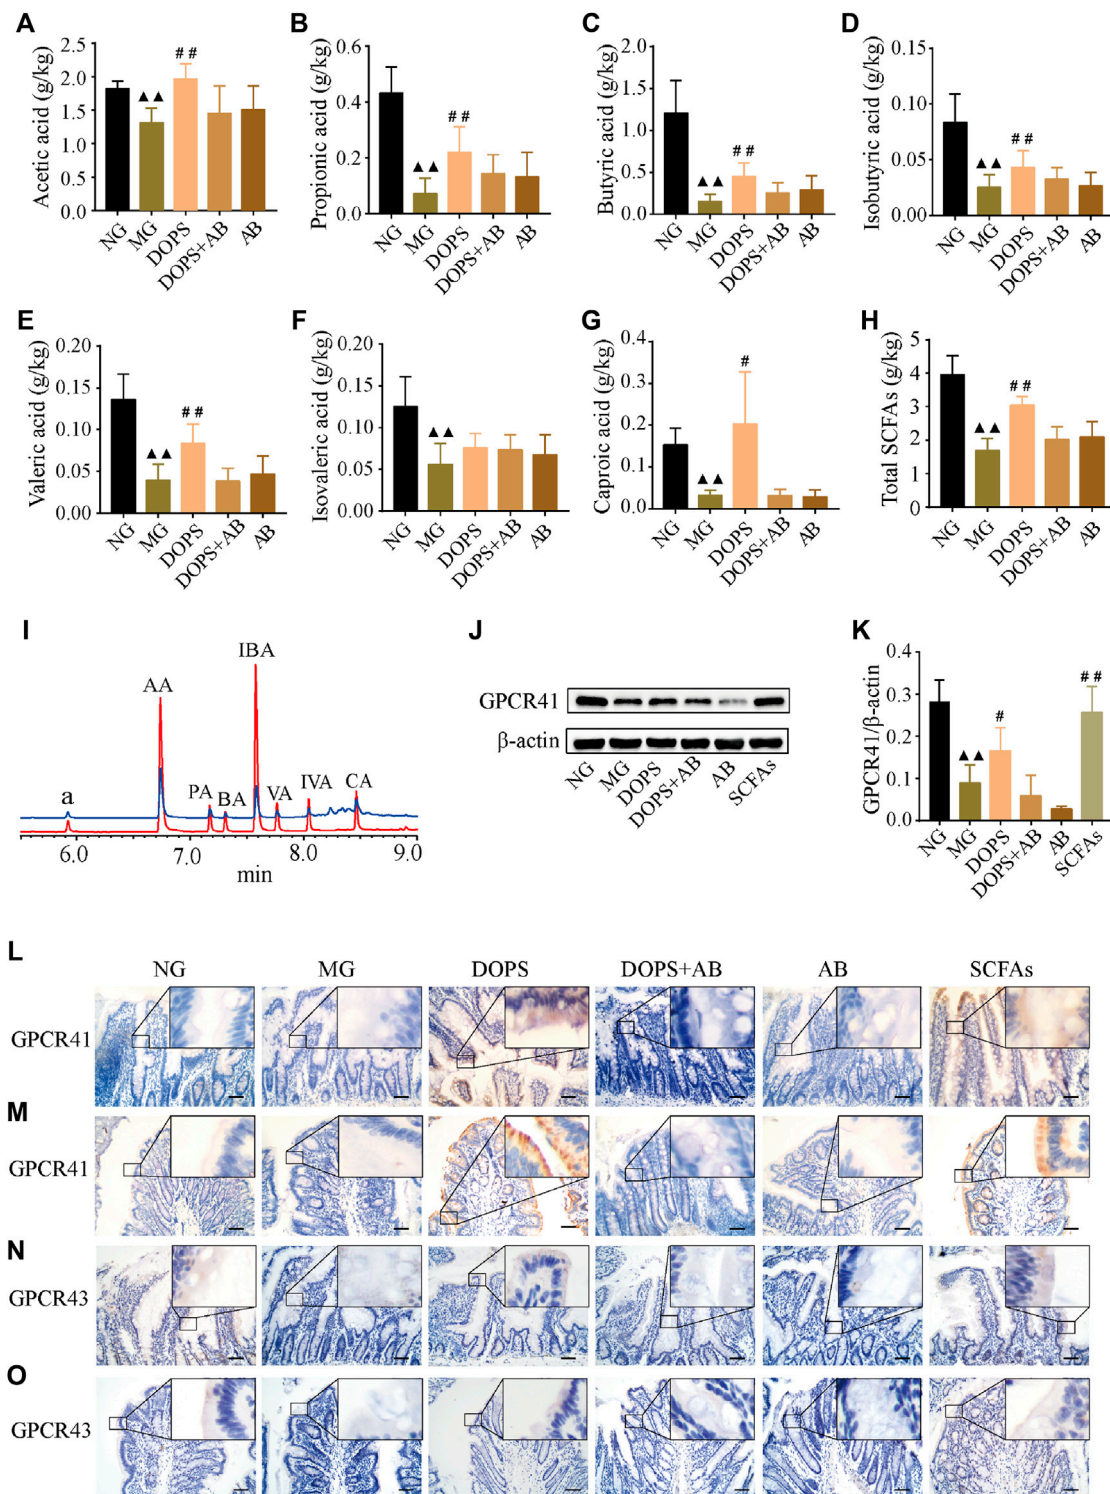 A
Acetic acid (g/kg)
2.5
2.0
1.5
1.0
0.5
0.0
▲▲
##
NG
MG
DOPS
DOPS+AB
AB
B
Propionic acid (g/kg)
0.6
0.4
0.2
0.0
▲▲
##
NG
MG
DOPS
DOPS+AB
AB
C
Butyric acid (g/kg)
2.0
1.5
1.0
0.5
0.0
▲▲
##
NG
MG
DOPS
DOPS+AB
AB
D
Isobutyric acid (g/kg)
0.15
0.10
0.05
0.00
▲▲
##
NG
MG
DOPS
DOPS+AB
AB
E
Valeric acid (g/kg)
0.20
0.15
0.10
0.05
0.00
▲▲
##
NG
MG
DOPS
DOPS+AB
AB
F
Isovaleric acid (g/kg)
0.20
0.15
0.10
0.05
0.00
▲▲
NG
MG
DOPS
DOPS+AB
AB
G
Caproic acid (g/kg)
0.4
0.3
0.2
0.1
0.0
▲▲
#
NG
MG
DOPS
DOPS+AB
AB
H
Total SCFAs (g/kg)
5
4
3
2
1
0
▲▲
##
NG
MG
DOPS
DOPS+AB
AB
I
a
AA
PA
BA
IBA
VA
IVA
CA
6.0
7.0
8.0
9.0
min
J
GPCR41
β-actin
NG
MG
DOPS
DOPS+AB
AB
SCFAs
K
GPCR41/β-actin
0.4
0.3
0.2
0.1
0.0
▲▲
#
##
NG
MG
DOPS
DOPS+AB
AB
SCFAs
L
NG MG DOPS DOPS+AB AB SCFAs
GPCR41
M
GPCR41
N
GPCR43
O
GPCR43